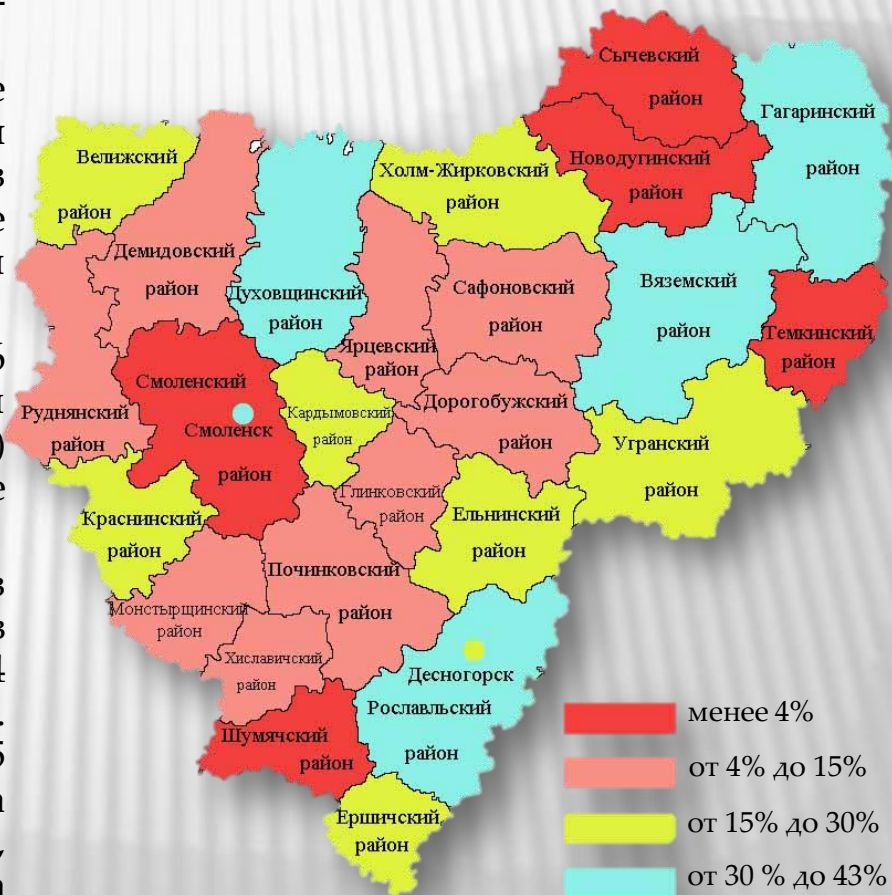 Сычевский
район
Гагаринский
район
Велижский
район
Холм-Жирковский
район
Новодугинский
район
Демидовский
район
Духовщинский
район
Сафоновский
район
Вяземский
район
Темкинский
район
Ярцевский
район
Смоленский
Смоленск
район
Руднянский
район
Кардымовский
район
Дорогобужский
район
Угранский
район
Глинковский
район
Ельнинский
район
Краснинский
район
Починковский
район
Монстырщинский
район
Хиславичский
район
Десногорск
Рославльский
район
Шумячский
район
Ершичский
район
менее 4%
от 4% до 15%
от 15% до 30%
от 30 % до 43%